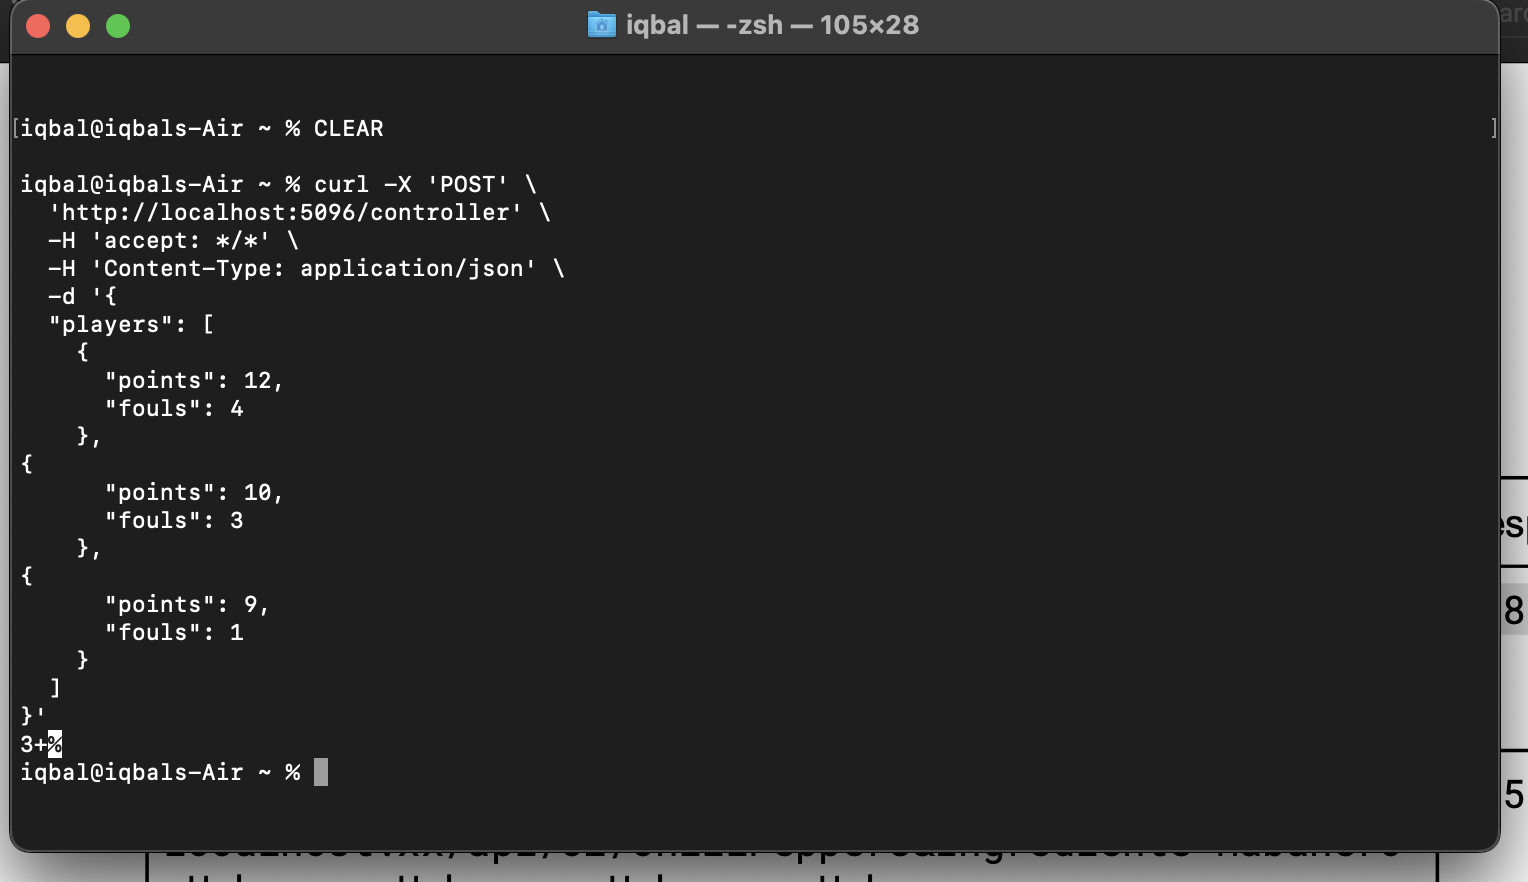 iqbal — -zsh — 105×28
[iqbal@iqbals-Air ~ % CLEAR ]
iqbal@iqbals-Air ~ % curl -X 'POST' \
'http://localhost:5096/controller' \
-H 'accept: */*' \
-H 'Content-Type: application/json' \
-d '{
"players": [
{
"points": 12,
"fouls": 4
},
{
"points": 10,
"fouls": 3
},
{
"points": 9,
"fouls": 1
}
]
}'
3+%
iqbal@iqbals-Air ~ %
8
5